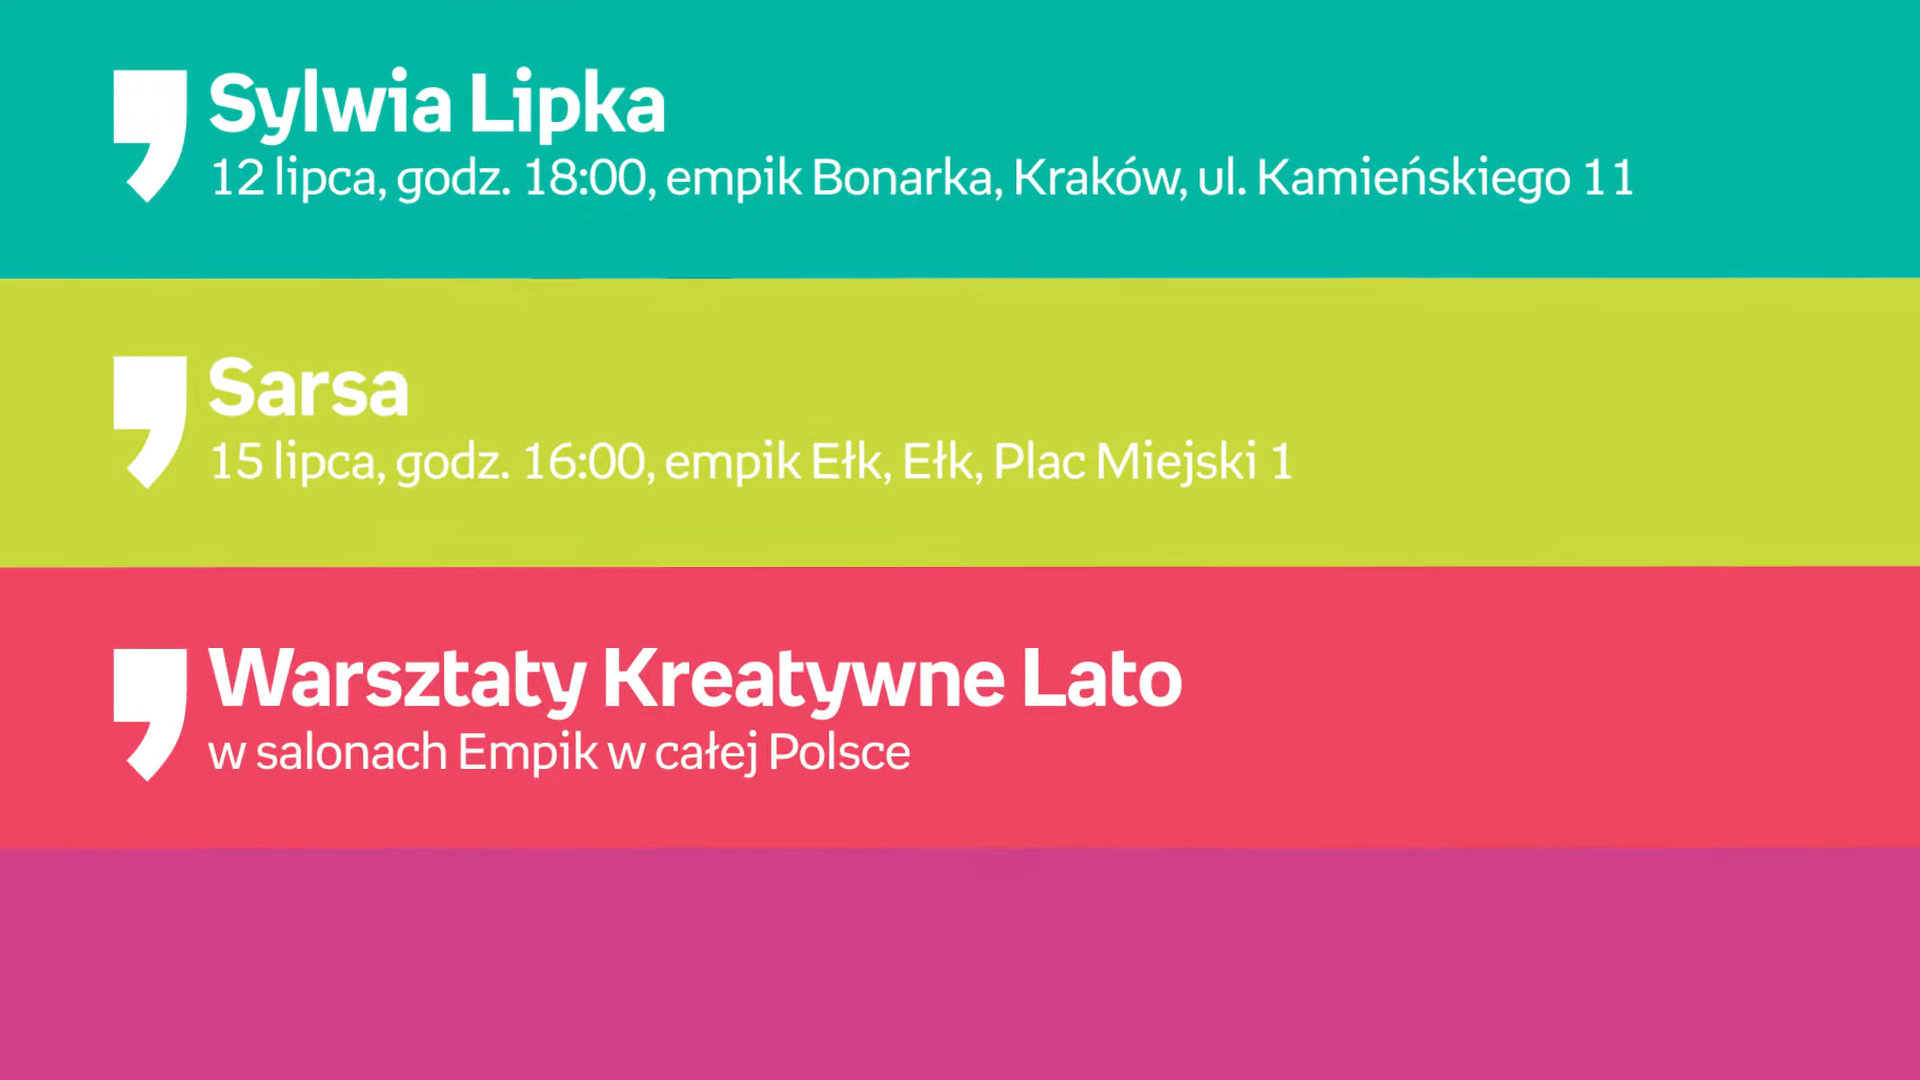 Sylwia Lipka
12 lipca, godz. 18:00, empik Bonarka, Kraków, ul. Kamieńskiego 11
Sarsa
15 lipca, godz. 16:00, empik Ełk, Ełk, Plac Miejski 1
Warsztaty Kreatywne Lato
w salonach Empik w całej Polsce